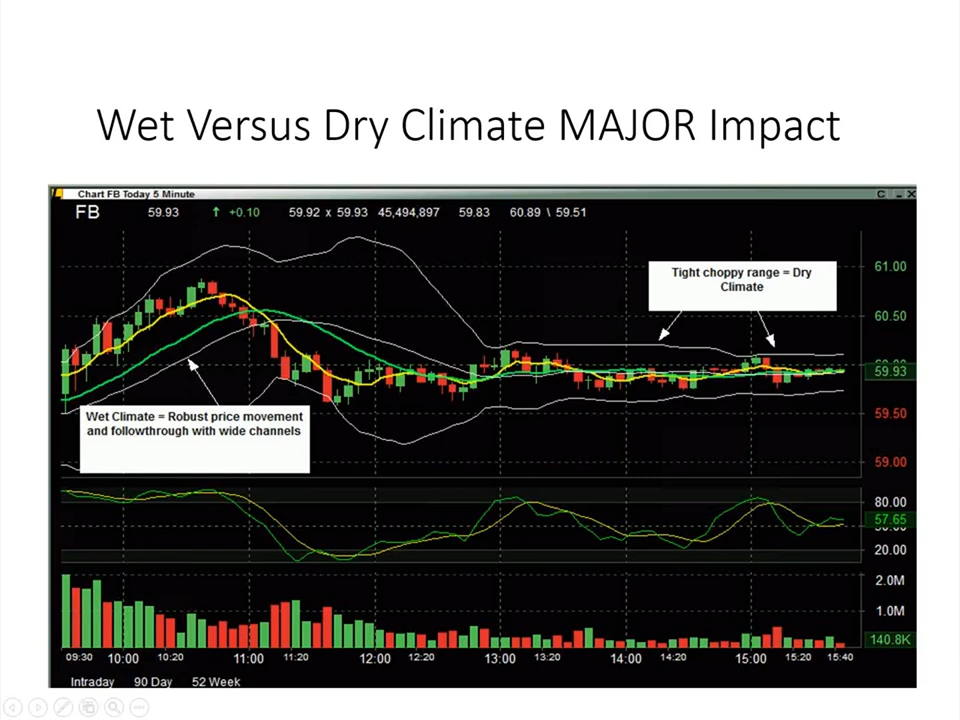 Wet Versus Dry Climate MAJOR Impact
Chart FB Today 5 Minute
FB 59.93 +0.10 59.92 x 59.93 45,494,897 59.83 60.89 \ 59.51
61.00
Tight choppy range = Dry
Climate
60.50
59.93
Wet Climate = Robust price movement
and followthrough with wide channels
59.50
59.00
80.00
57.65
20.00
2.0M
1.0M
140.8K
09:30 10:00 10:20 11:00 11:20 12:00 12:20 13:00 13:20 14:00 14:20 15:00 15:20 15:40
Intraday 90 Day 52 Week